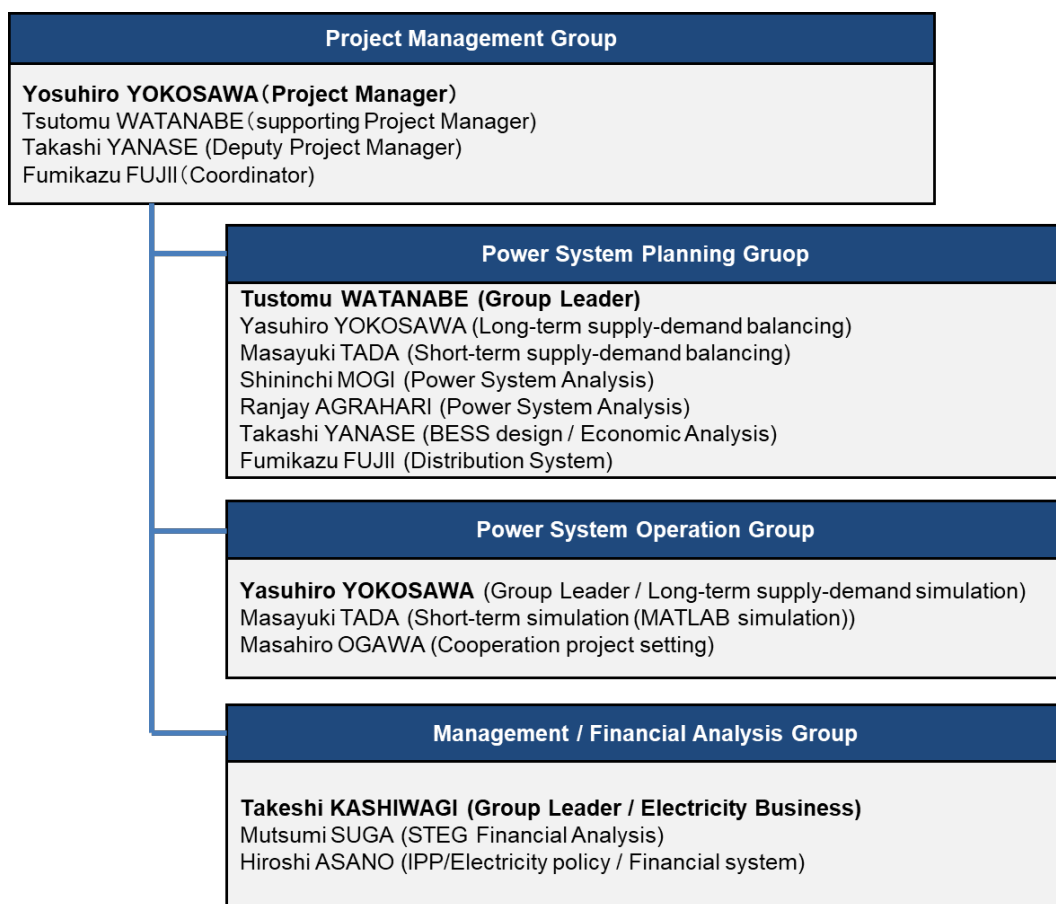 Project Management Group
Yosuhiro YOKOSAWA（Project Manager）
Tsutomu WATANABE（supporting Project Manager)
Takashi YANASE (Deputy Project Manager)
Fumikazu FUJII（Coordinator)
Power System Planning Gruop
Tustomu WATANABE (Group Leader)
Yasuhiro YOKOSAWA (Long-term supply-demand balancing)
Masayuki TADA (Short-term supply-demand balancing)
Shininchi MOGI (Power System Analysis)
Ranjay AGRAHARI (Power System Analysis)
Takashi YANASE (BESS design / Economic Analysis)
Fumikazu FUJII (Distribution System)
Power System Operation Group
Yasuhiro YOKOSAWA (Group Leader / Long-term supply-demand simulation)
Masayuki TADA (Short-term simulation (MATLAB simulation))
Masahiro OGAWA (Cooperation project setting)
Management / Financial Analysis Group
Takeshi KASHIWAGI (Group Leader / Electricity Business)
Mutsumi SUGA (STEG Financial Analysis)
Hiroshi ASANO (IPP/Electricity policy / Financial system)